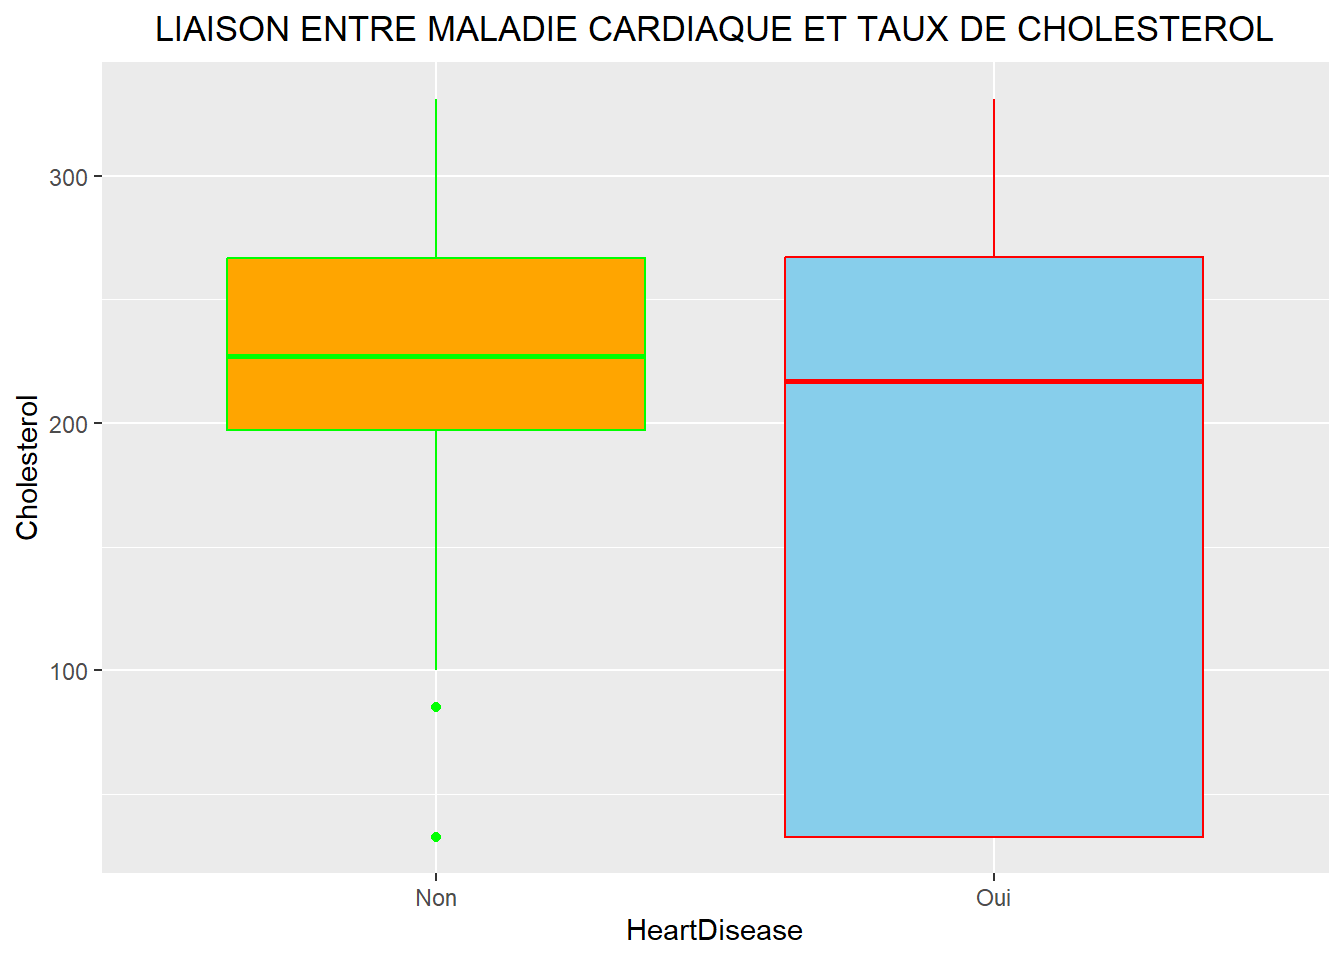 LIAISON ENTRE MALADIE CARDIAQUE ET TAUX DE CHOLESTEROL
Cholesterol
300
200
100
Non Oui
HeartDisease